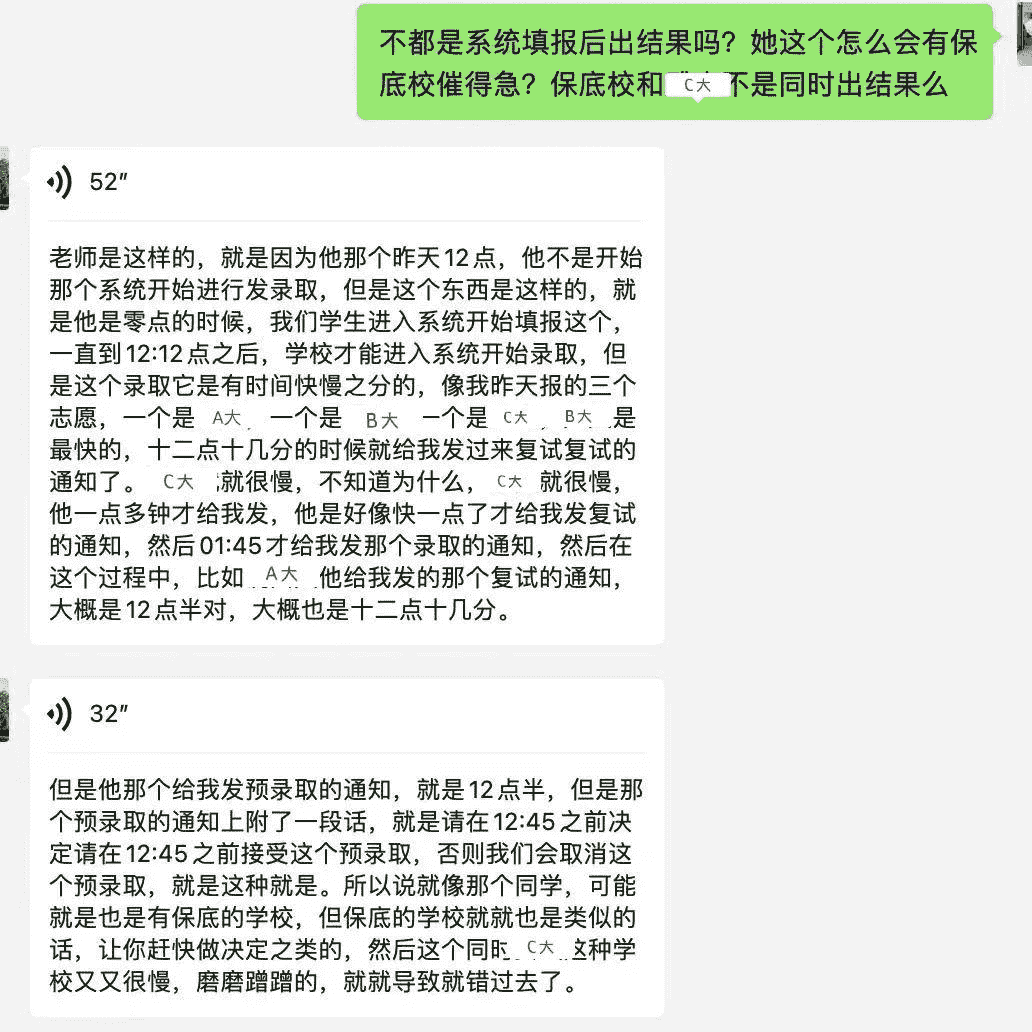 不都是系统填报后出结果吗？她这个怎么会有保
底校催得急？保底校和C大不是同时出结果么
52″
老师是这样的，就是因为他那个昨天12点，他不是开始
那个系统开始进行发录取，但是这个东西是这样的，就
是他是零点的时候，我们学生进入系统开始填报这个，
一直到12:12点之后，学校才能进入系统开始录取，但
是这个录取它是有时间快慢之分的，像我昨天报的三个
志愿，一个是 A大，一个是 B大 一个是 C大，B大 是
最快的，十二点十几分的时候就给我发过来复试复试的
通知了。 C大 就很慢，不知道为什么， C大 就很慢，
他一点多钟才给我发，他是好像快一点了才给我发复试
的通知，然后01:45才给我发那个录取的通知，然后在
这个过程中，比如 A大 他给我发的那个复试的通知，
大概是12点半对，大概也是十二点十几分。
32″
但是他那个给我发预录取的通知，就是12点半，但是那
个预录取的通知上附了一段话，就是请在12:45之前决
定请在12:45之前接受这个预录取，否则我们会取消这
个预录取，就是这种就是。所以说就像那个同学，可能
就是也是有保底的学校，但保底的学校就就也是类似的
话，让你赶快做决定之类的，然后这个同时 C大 这种学
校又又很慢，磨磨蹭蹭的，就就导致就错过去了。